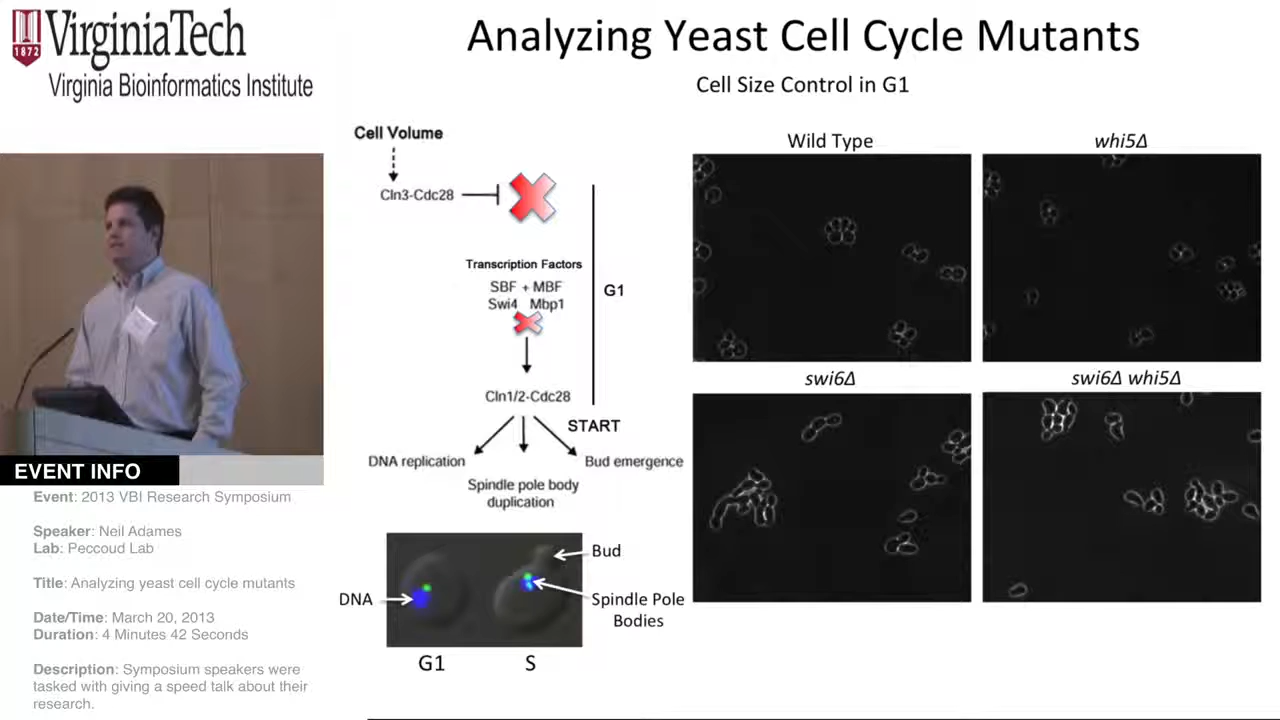 VirginiaTech
1872
Virginia Bioinformatics Institute
EVENT INFO
Event: 2013 VBI Research Symposium
Speaker: Neil Adames
Lab: Peccoud Lab
Title: Analyzing yeast cell cycle mutants
Date/Time: March 20, 2013
Duration: 4 Minutes 42 Seconds
Description: Symposium speakers were
tasked with giving a speed talk about their
research.
Analyzing Yeast Cell Cycle Mutants
Cell Size Control in G1
Cell Volume
Cln3-Cdc28
Transcription Factors
SBF + MBF
Swi4 Mbp1
G1
Cln1/2-Cdc28
START
DNA replication
Spindle pole body
duplication
Bud emergence
DNA
Bud
Spindle Pole
Bodies
G1
S
Wild Type
whi5Δ
swi6Δ
swi6Δ whi5Δ